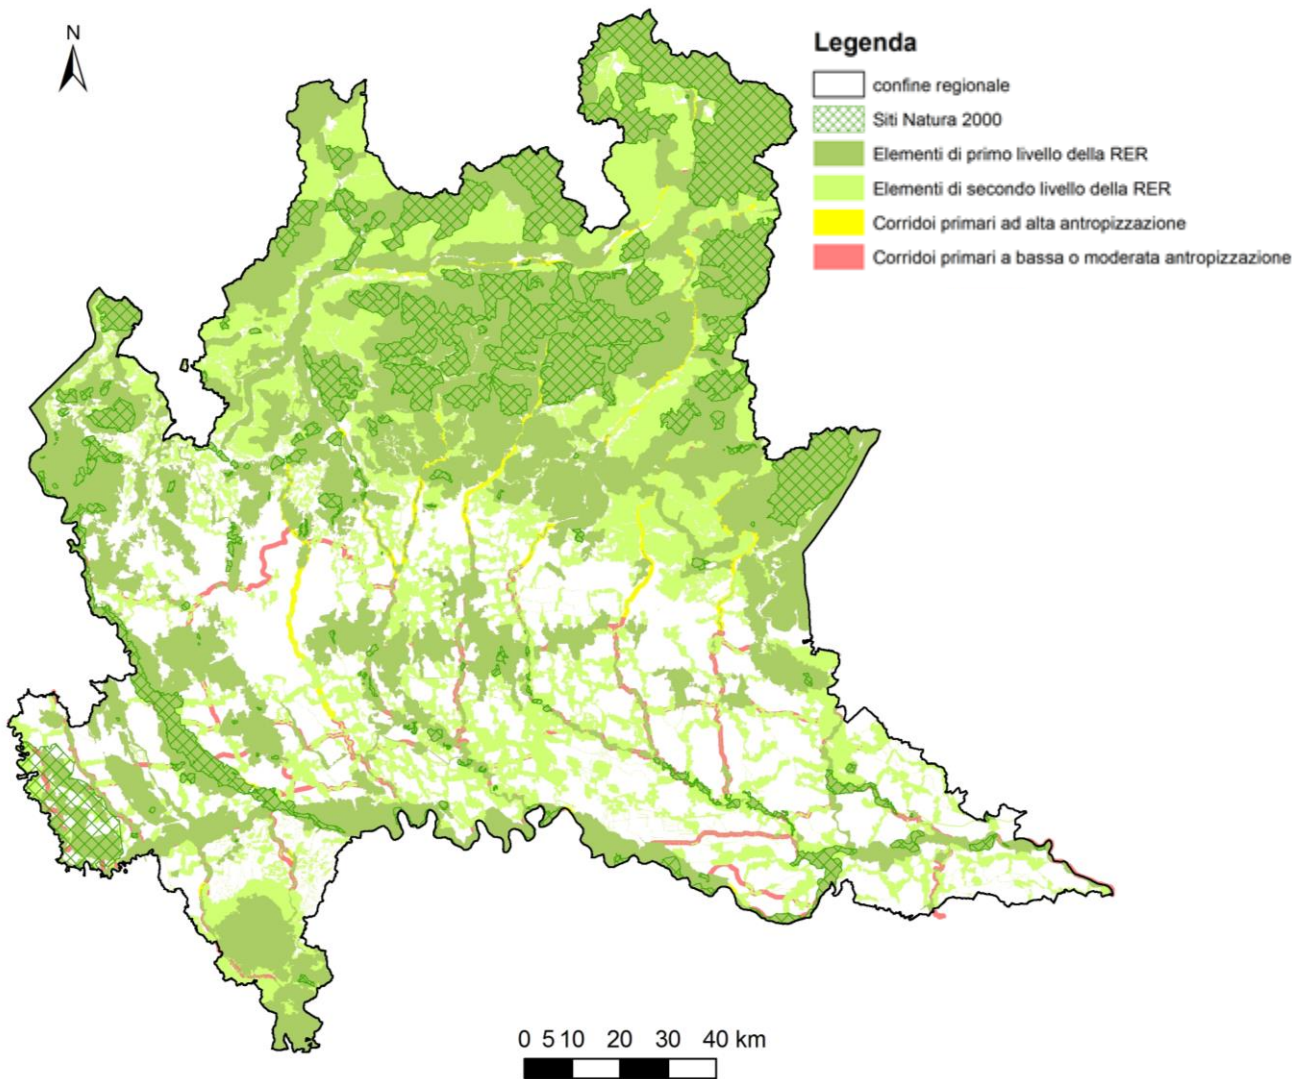 N
Legenda
confine regionale
Siti Natura 2000
Elementi di primo livello della RER
Elementi di secondo livello della RER
Corridoi primari ad alta antropizzazione
Corridoi primari a bassa o moderata antropizzazione
0 5 10 20 30 40 km